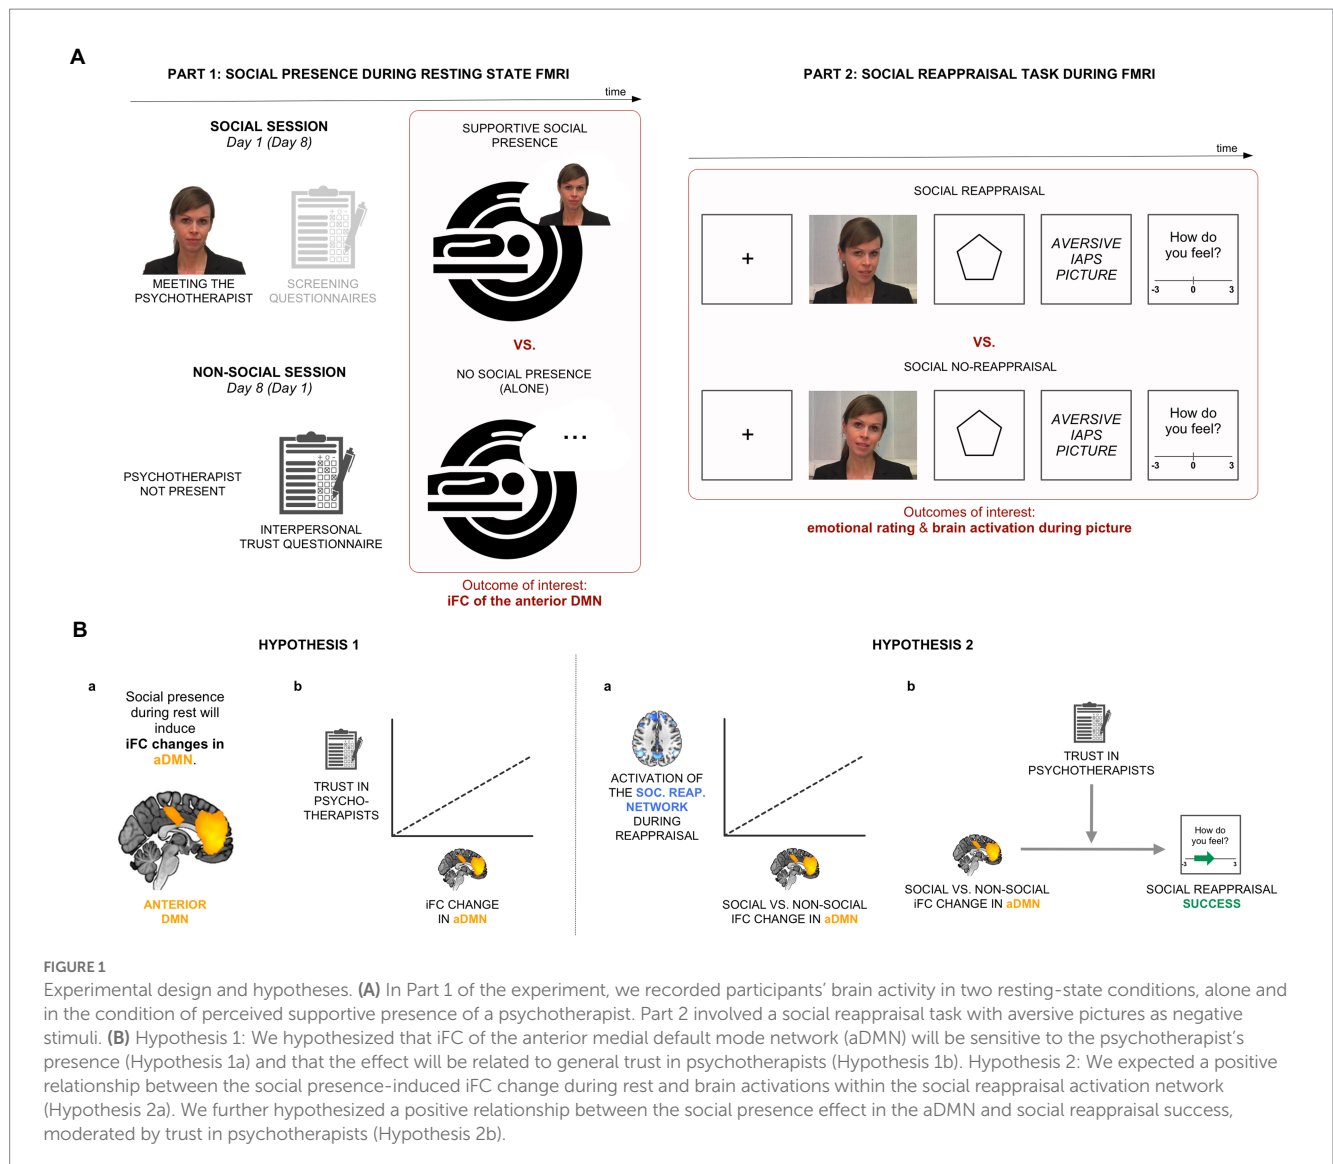 A
PART 1: SOCIAL PRESENCE DURING RESTING STATE FMRI
time
SOCIAL SESSION
Day 1 (Day 8)
MEETING THE
PSYCHOTHERAPIST
SCREENING
QUESTIONNAIRES
SUPPORTIVE SOCIAL
PRESENCE
VS.
NON-SOCIAL SESSION
Day 8 (Day 1)
PSYCHOTHERAPIST
NOT PRESENT
INTERPERSONAL
TRUST QUESTIONNAIRE
NO SOCIAL PRESENCE
(ALONE)
...
Outcome of interest:
iFC of the anterior DMN
PART 2: SOCIAL REAPPRAISAL TASK DURING FMRI
time
SOCIAL REAPPRAISAL
+
AVERSIVE
IAPS
PICTURE
How do
you feel?
-3 0 3
VS.
SOCIAL NO-REAPPRAISAL
+
AVERSIVE
IAPS
PICTURE
How do
you feel?
-3 0 3
Outcomes of interest:
emotional rating & brain activation during picture
B
HYPOTHESIS 1
a
Social presence
during rest will
induce
iFC changes in
aDMN.
ANTERIOR
DMN
b
TRUST IN
PSYCHO-
THERAPISTS
iFC CHANGE
IN aDMN
HYPOTHESIS 2
a
ACTIVATION OF
THE SOC. REAP.
NETWORK
DURING
REAPPRAISAL
SOCIAL VS. NON-SOCIAL
IFC CHANGE IN aDMN
b
TRUST IN
PSYCHOTHERAPISTS
SOCIAL VS. NON-SOCIAL
iFC CHANGE IN aDMN
How do
you feel?
-3 3
SOCIAL REAPPRAISAL
SUCCESS
FIGURE 1
Experimental design and hypotheses. (A) In Part 1 of the experiment, we recorded participants' brain activity in two resting-state conditions, alone and
in the condition of perceived supportive presence of a psychotherapist. Part 2 involved a social reappraisal task with aversive pictures as negative
stimuli. (B) Hypothesis 1: We hypothesized that iFC of the anterior medial default mode network (aDMN) will be sensitive to the psychotherapist's
presence (Hypothesis 1a) and that the effect will be related to general trust in psychotherapists (Hypothesis 1b). Hypothesis 2: We expected a positive
relationship between the social presence-induced iFC change during rest and brain activations within the social reappraisal activation network
(Hypothesis 2a). We further hypothesized a positive relationship between the social presence effect in the aDMN and social reappraisal success,
moderated by trust in psychotherapists (Hypothesis 2b).